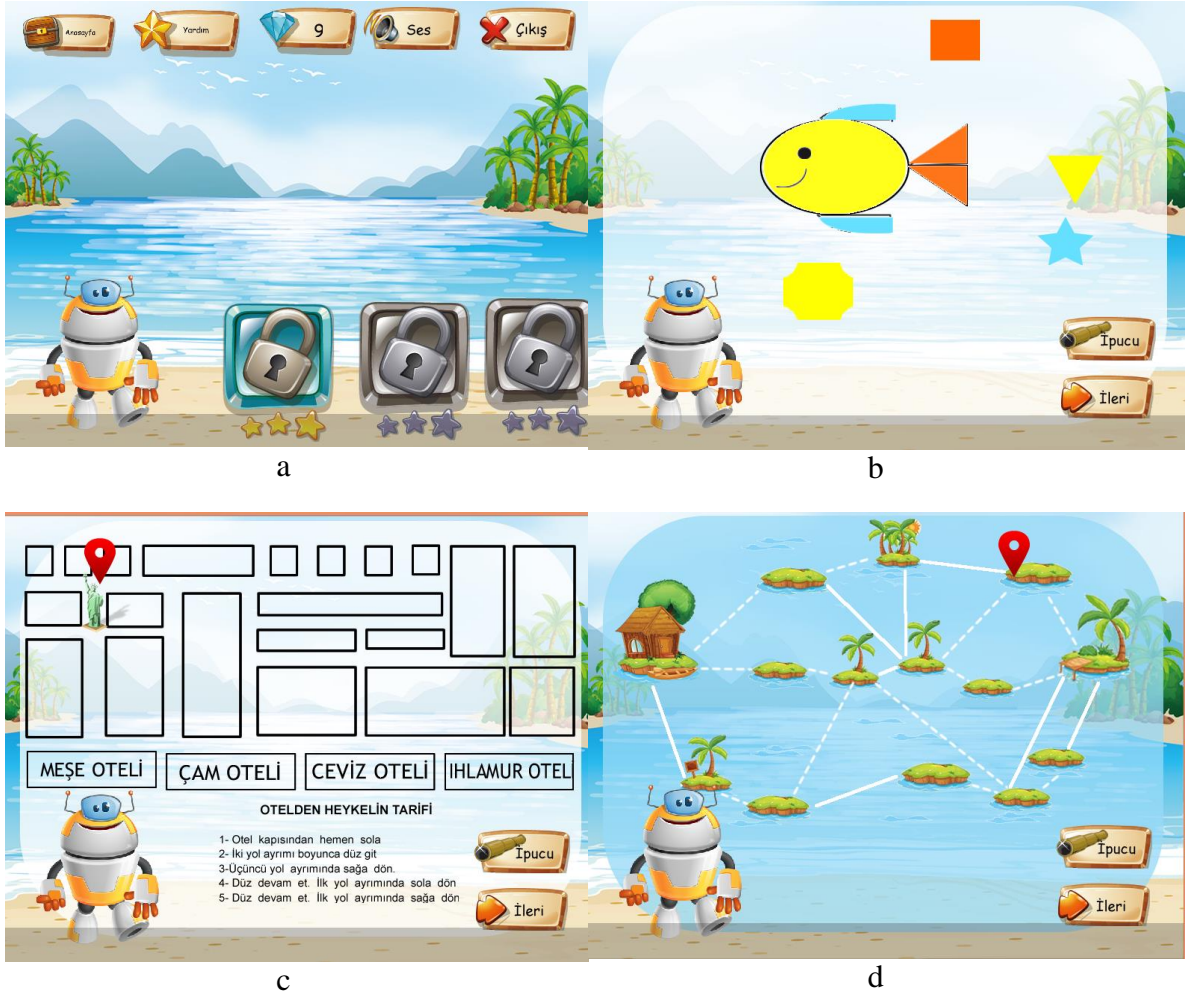 Anasayfa
Yardım
9
Ses
Çıkış
a
İpucu
İleri
b
MEŞE OTELİ
ÇAM OTELİ
CEVİZ OTELİ
IHLAMUR OTEL
OTELDEN HEYKELİN TARİFİ
1- Otel kapısından hemen sola
2- İki yol ayrımı boyunca düz git
3-Üçüncü yol ayrımında sağa dön.
4- Düz devam et. İlk yol ayrımında sola dön
5- Düz devam et. İlk yol ayrımında sağa dön
İpucu
İleri
c
İpucu
İleri
d